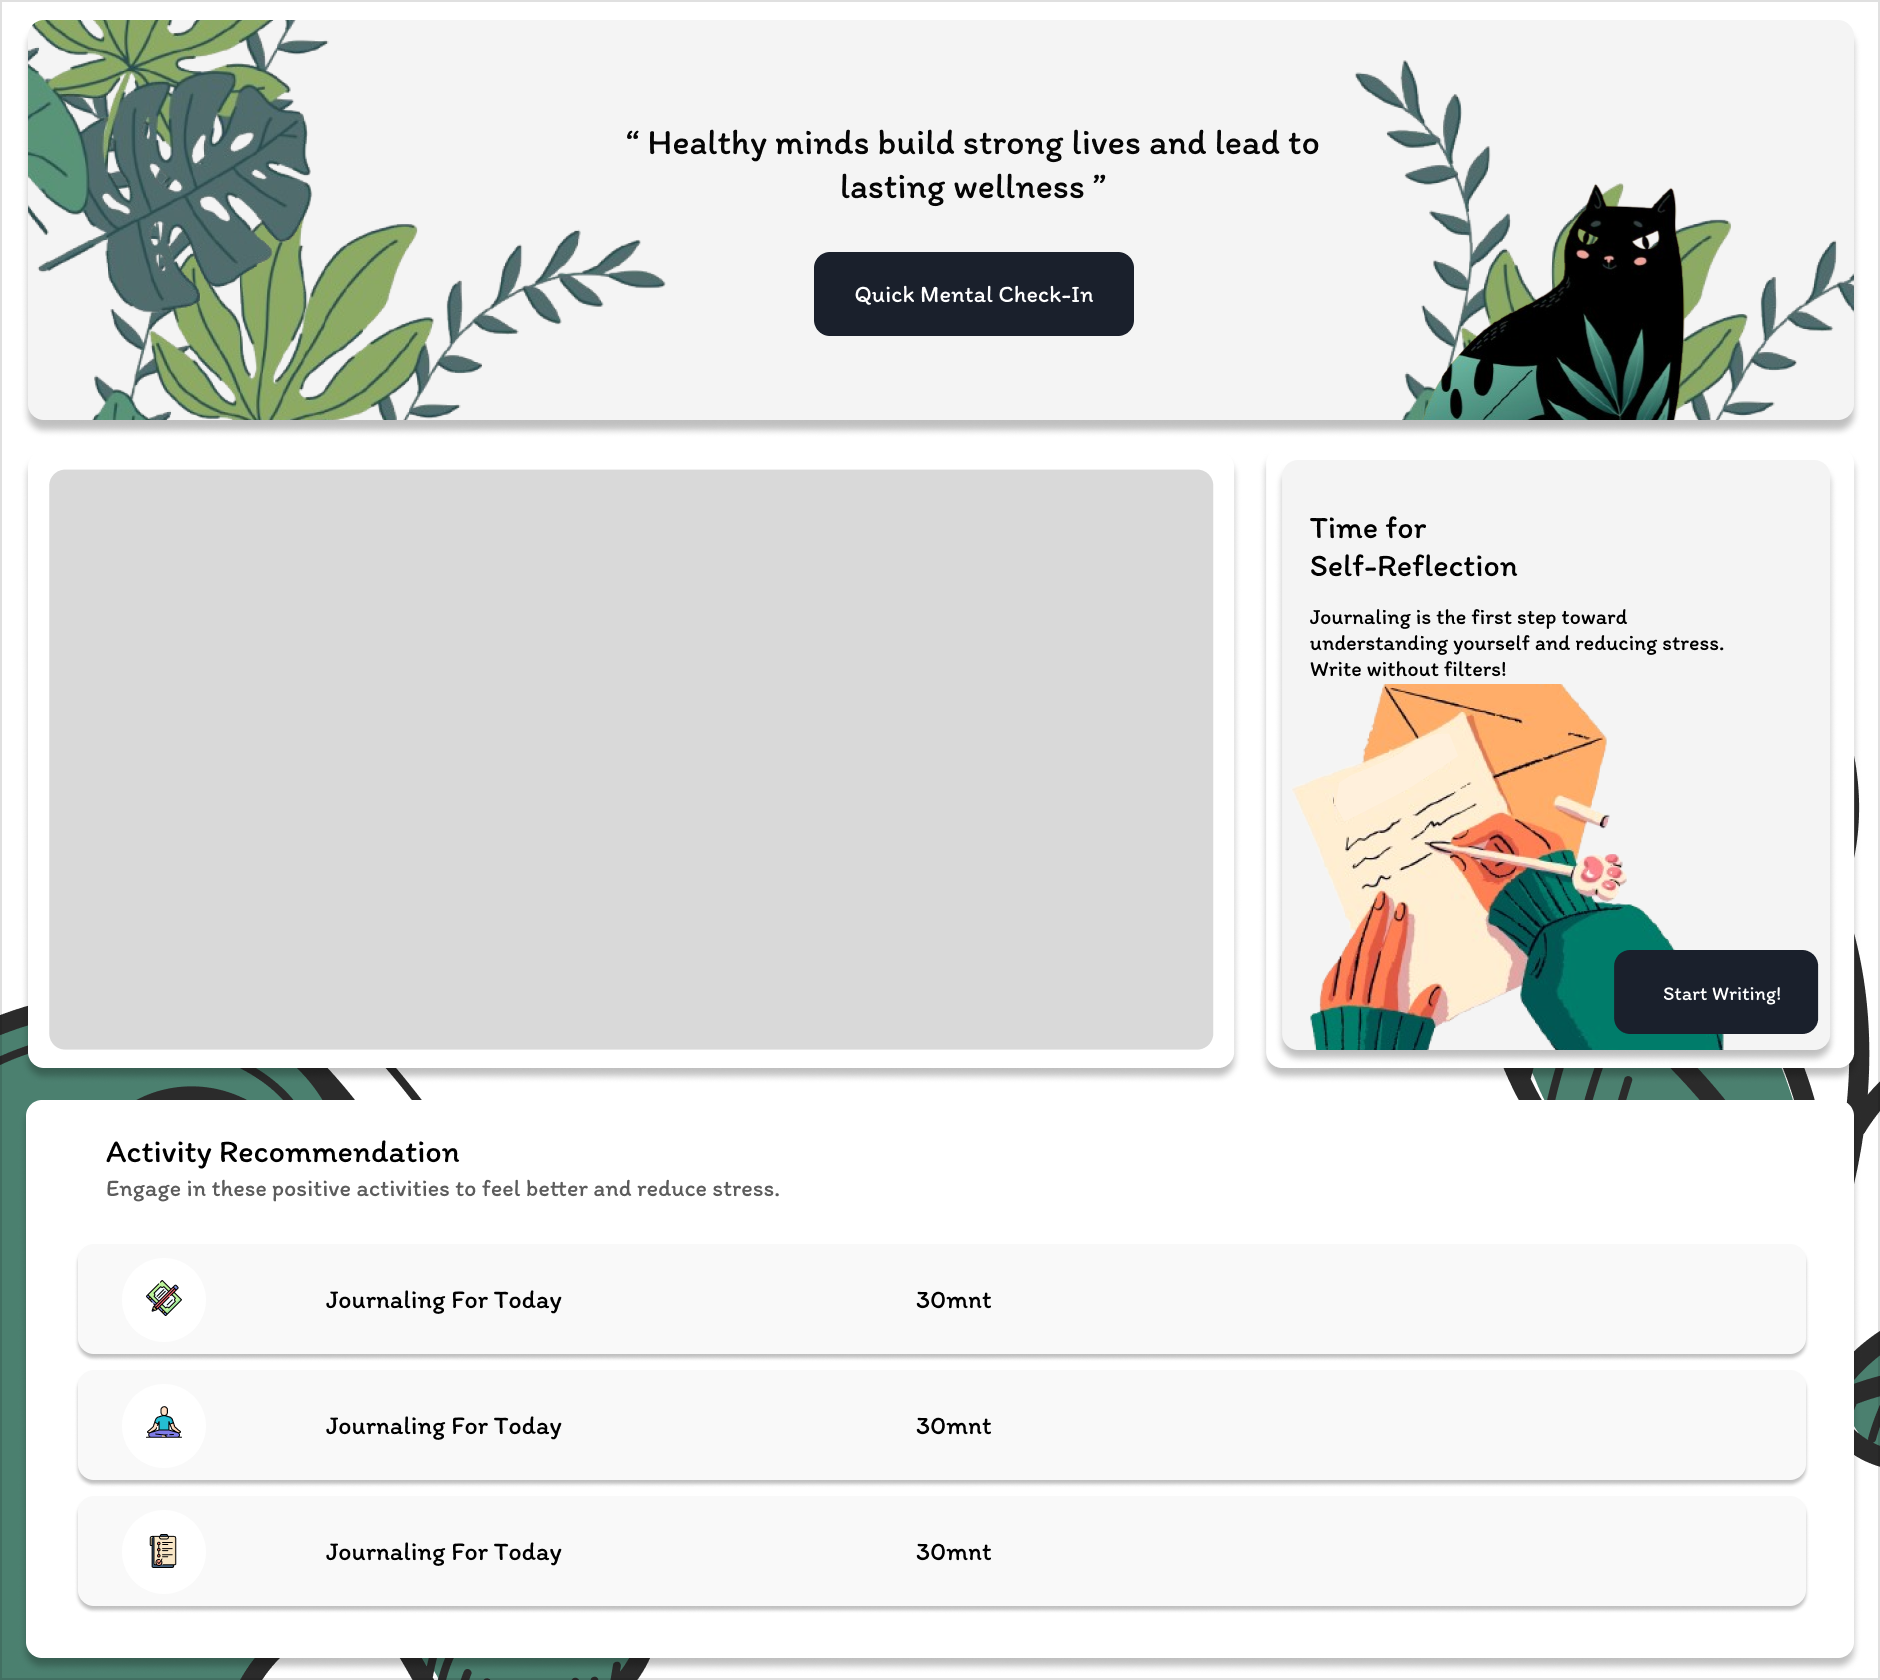 “ Healthy minds build strong lives and lead to
lasting wellness ”
Quick Mental Check-In
Time for
Self-Reflection
Journaling is the first step toward
understanding yourself and reducing stress.
Write without filters!
Start Writing!
Activity Recommendation
Engage in these positive activities to feel better and reduce stress.
Journaling For Today 30mnt
Journaling For Today 30mnt
Journaling For Today 30mnt